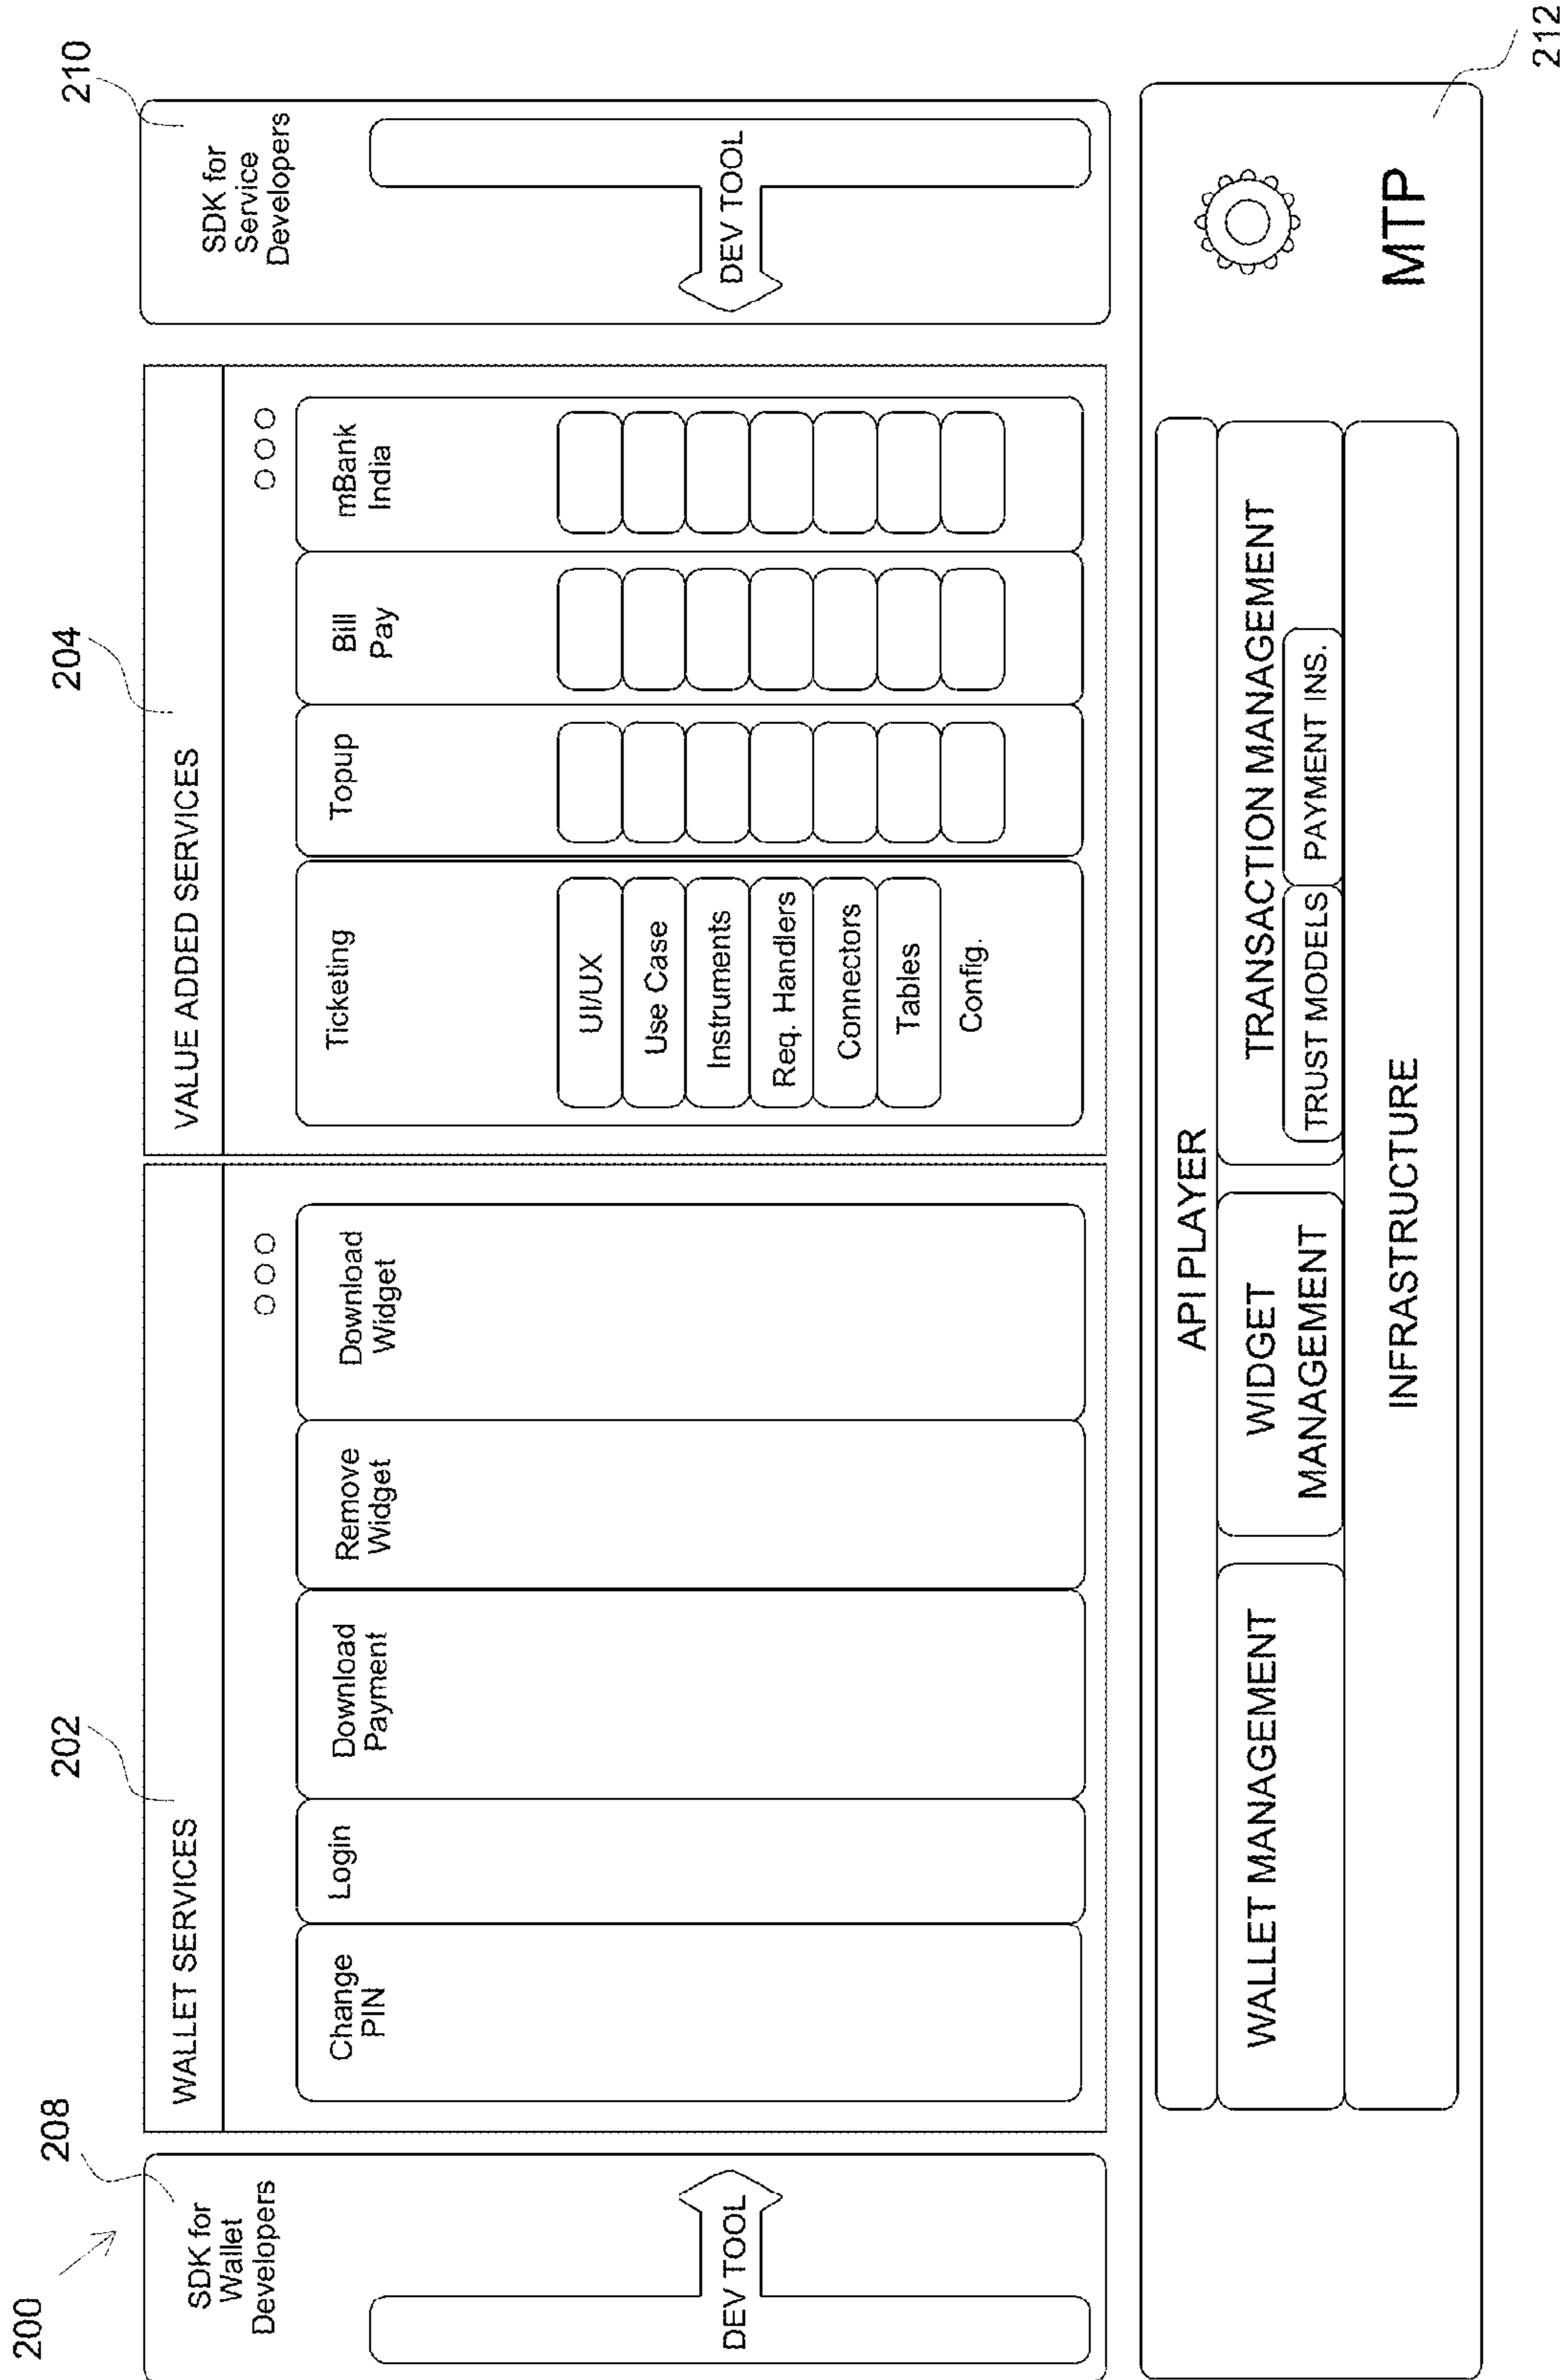 200
208
202
204
210
SDK for
Wallet
Developers
DEV TOOL
WALLET SERVICES
Change
PIN
Login
Download
Payment
Remove
Widget
Download
Widget
VALUE ADDED SERVICES
Ticketing
UI/UX
Use Case
Instruments
Req. Handlers
Connectors
Tables
Config.
Topup
Bill
Pay
mBank
India
SDK for
Service
Developers
DEV TOOL
API PLAYER
WALLET MANAGEMENT
WIDGET
MANAGEMENT
TRANSACTION MANAGEMENT
TRUST MODELS
PAYMENT INS.
INFRASTRUCTURE
MTP
212